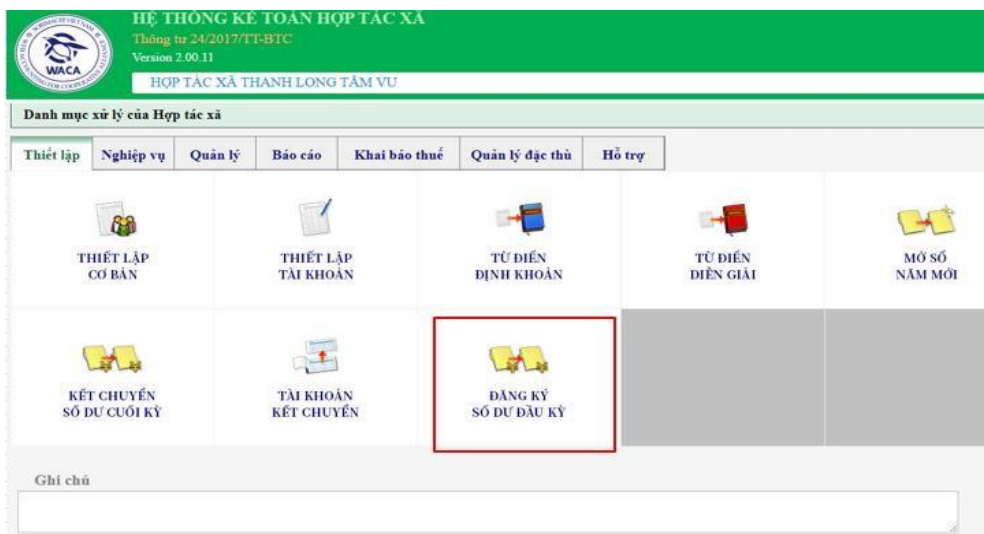 HỆ THỐNG KẾ TOÁN HỢP TÁC XÃ
Thông tư 24/2017/TT-BTC
Version 2.00.11
WACA
HỢP TÁC XÃ THANH LONG TẦM VU
Danh mục xử lý của Hợp tác xã
Thiết lập Nghiệp vụ Quản lý Báo cáo Khai báo thuế Quản lý đặc thù Hỗ trợ
THIẾT LẬP THIẾT LẬP TỪ ĐIỂN TỪ ĐIỂN MỞ SỔ
CƠ BẢN TÀI KHOẢN ĐỊNH KHOẢN DIỄN GIẢI NĂM MỚI
KẾT CHUYỂN TÀI KHOẢN ĐĂNG KÝ
SỐ DƯ CUỐI KỲ KẾT CHUYỂN SỐ DƯ ĐẦU KỲ
Ghi chú